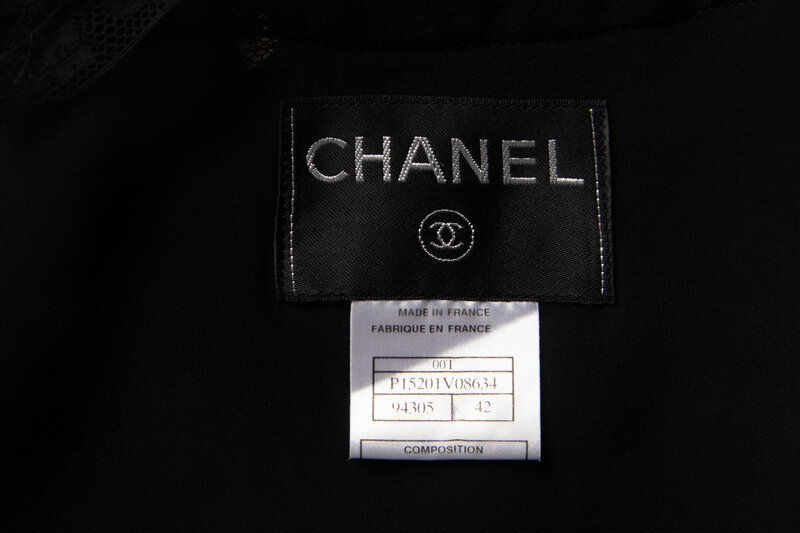 CHANEL
MADE IN FRANCE
FABRIQUE EN FRANCE
00T
P15201V08634
94305 42
COMPOSITION